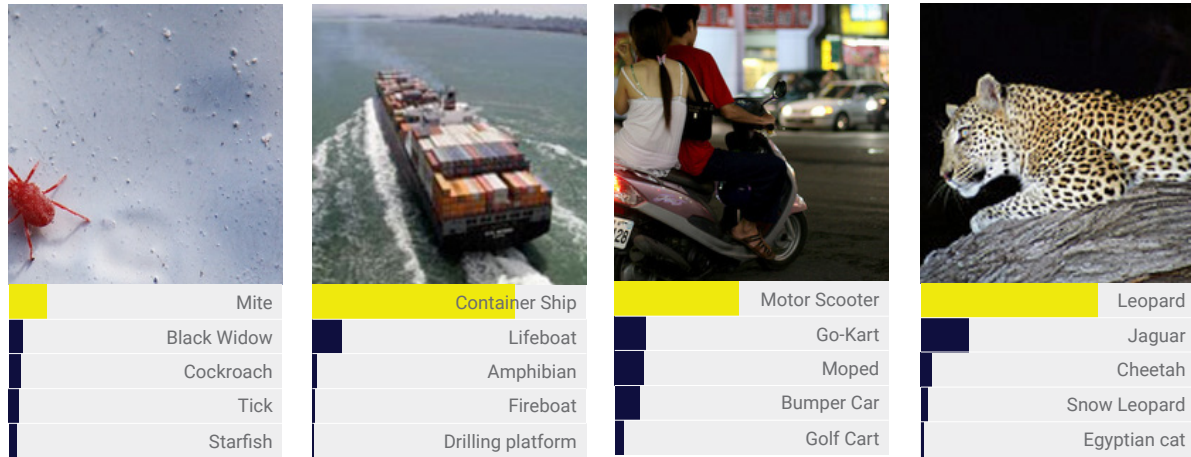 Mite
Black Widow
Cockroach
Tick
Starfish
Container Ship
Lifeboat
Amphibian
Fireboat
Drilling platform
28
Motor Scooter
Go-Kart
Moped
Bumper Car
Golf Cart
Leopard
Jaguar
Cheetah
Snow Leopard
Egyptian cat